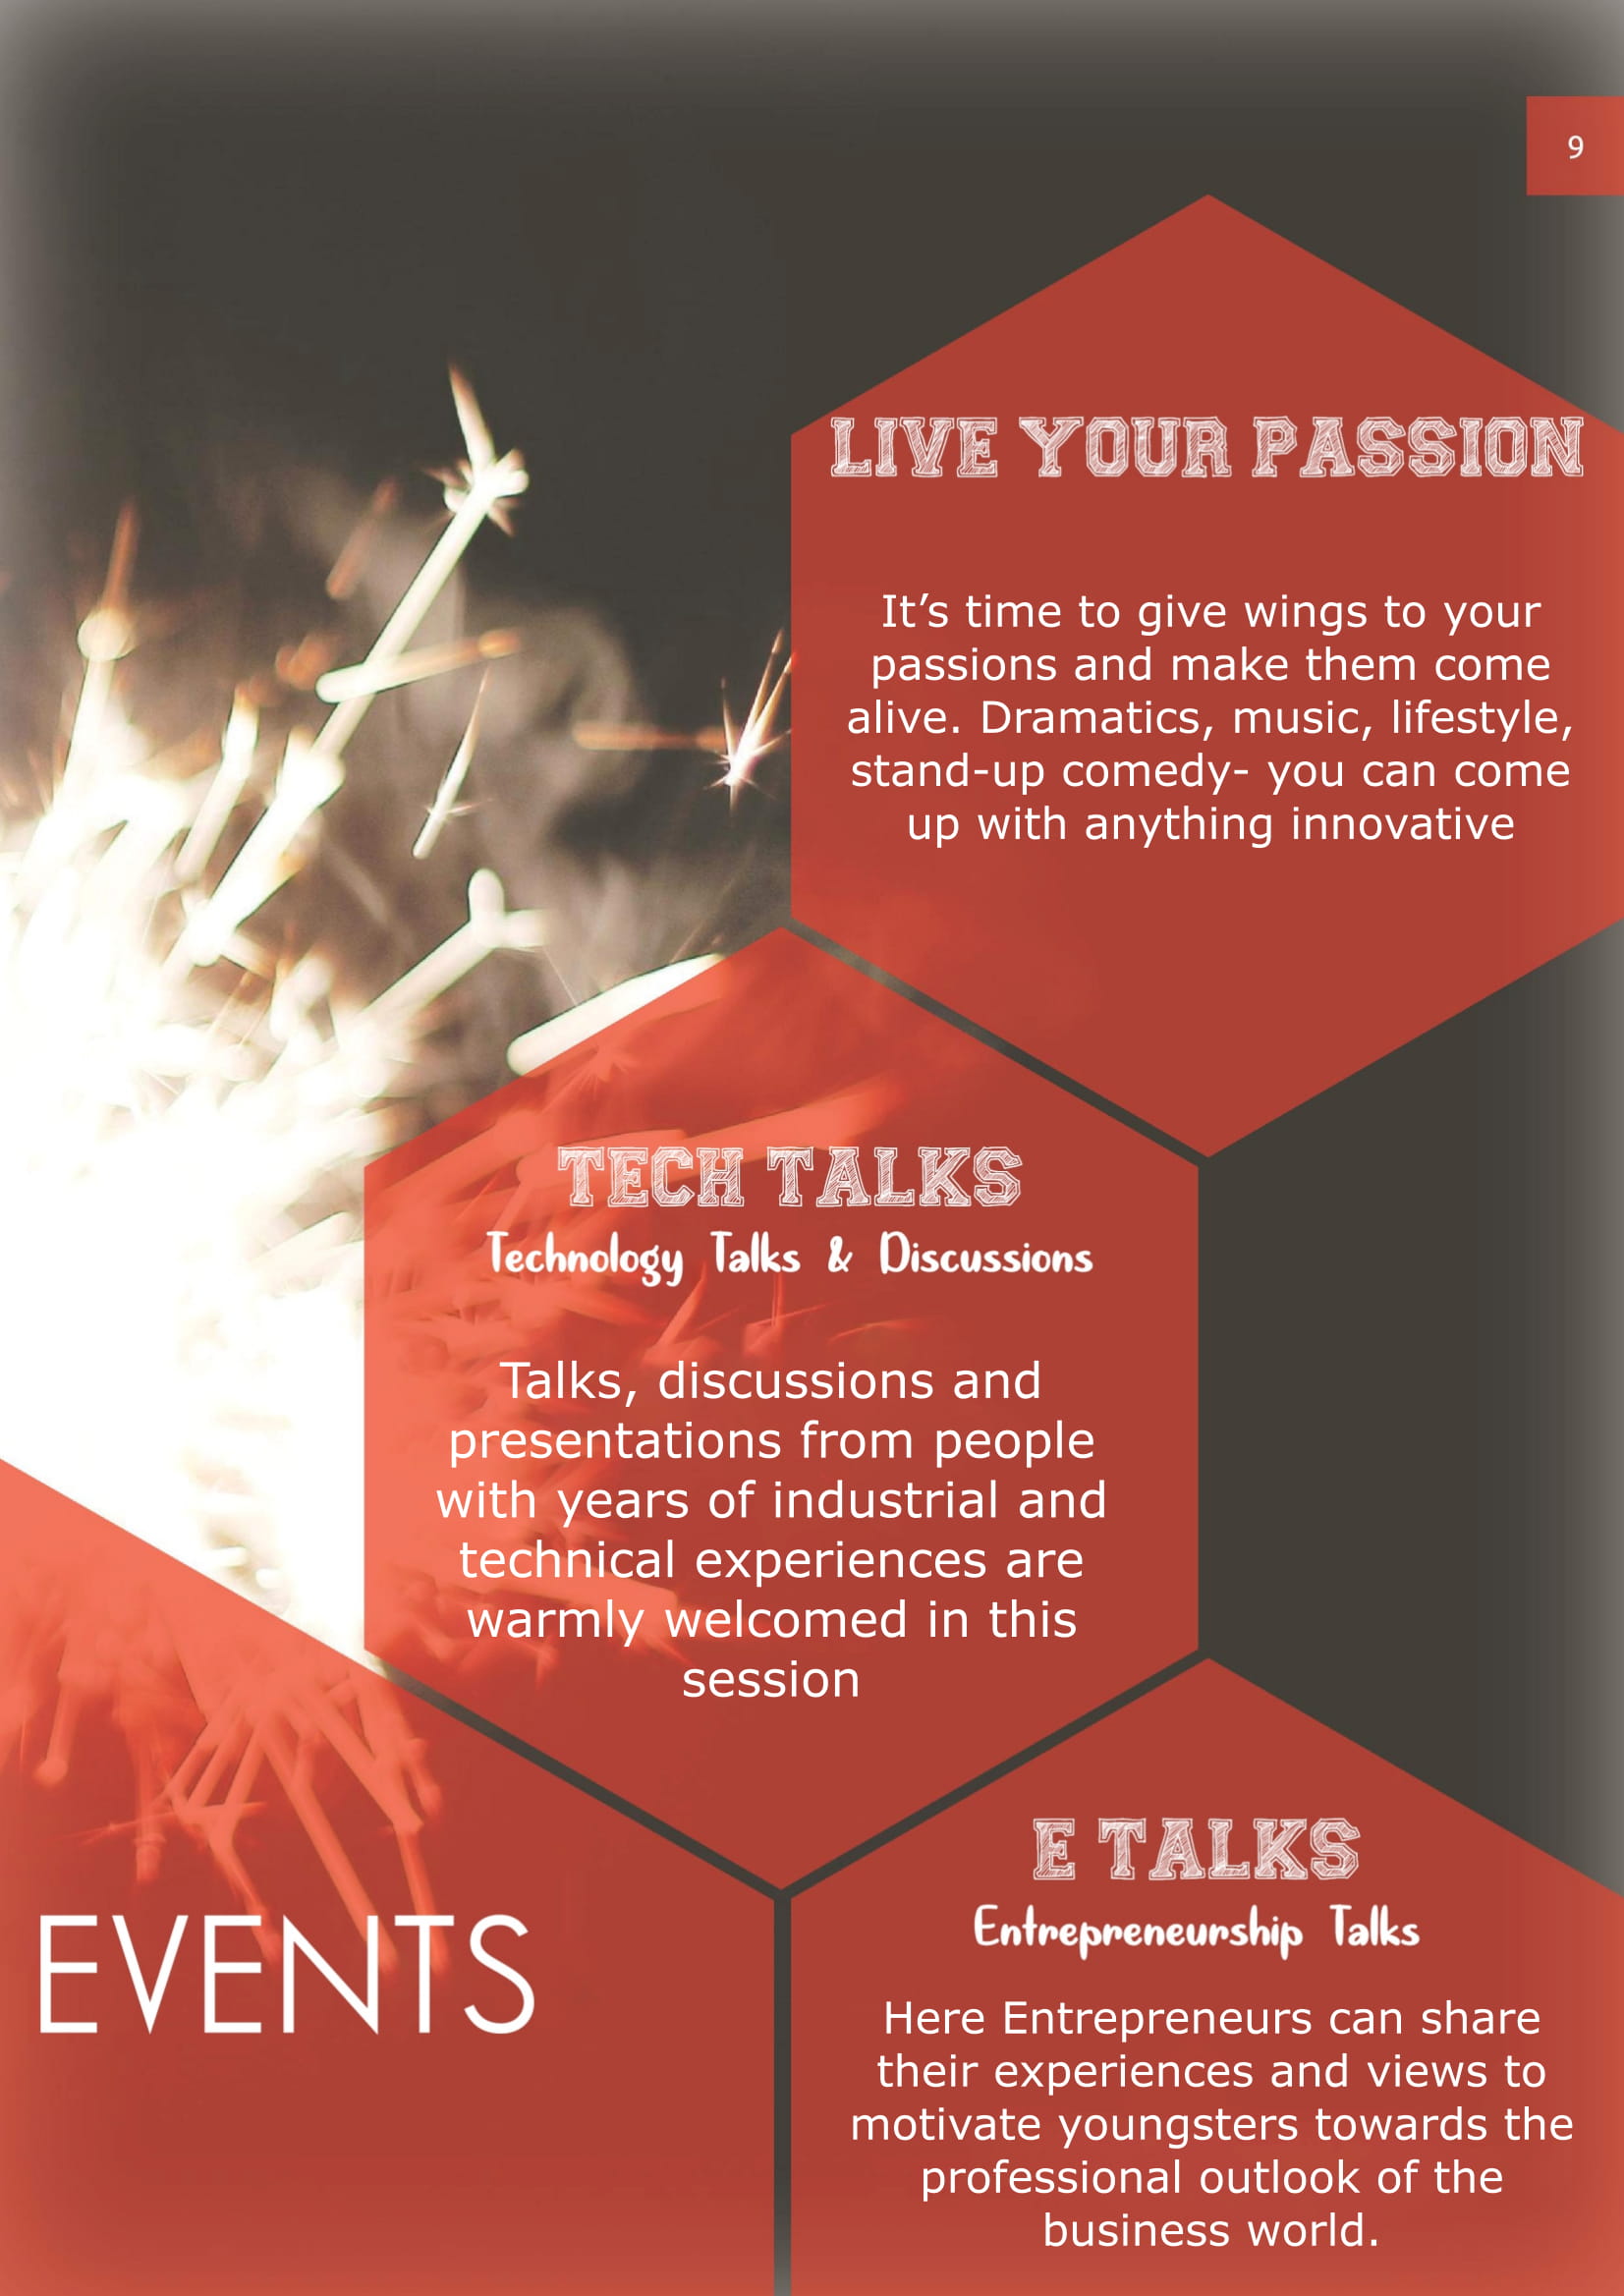 9
LIVE YOUR PASSION
It’s time to give wings to your
passions and make them come
alive. Dramatics, music, lifestyle,
stand-up comedy- you can come
up with anything innovative
TECH TALKS
Technology Talks & Discussions
Talks, discussions and
presentations from people
with years of industrial and
technical experiences are
warmly welcomed in this
session
E TALKS
Entrepreneurship Talks
Here Entrepreneurs can share
their experiences and views to
motivate youngsters towards the
professional outlook of the
business world.
EVENTS